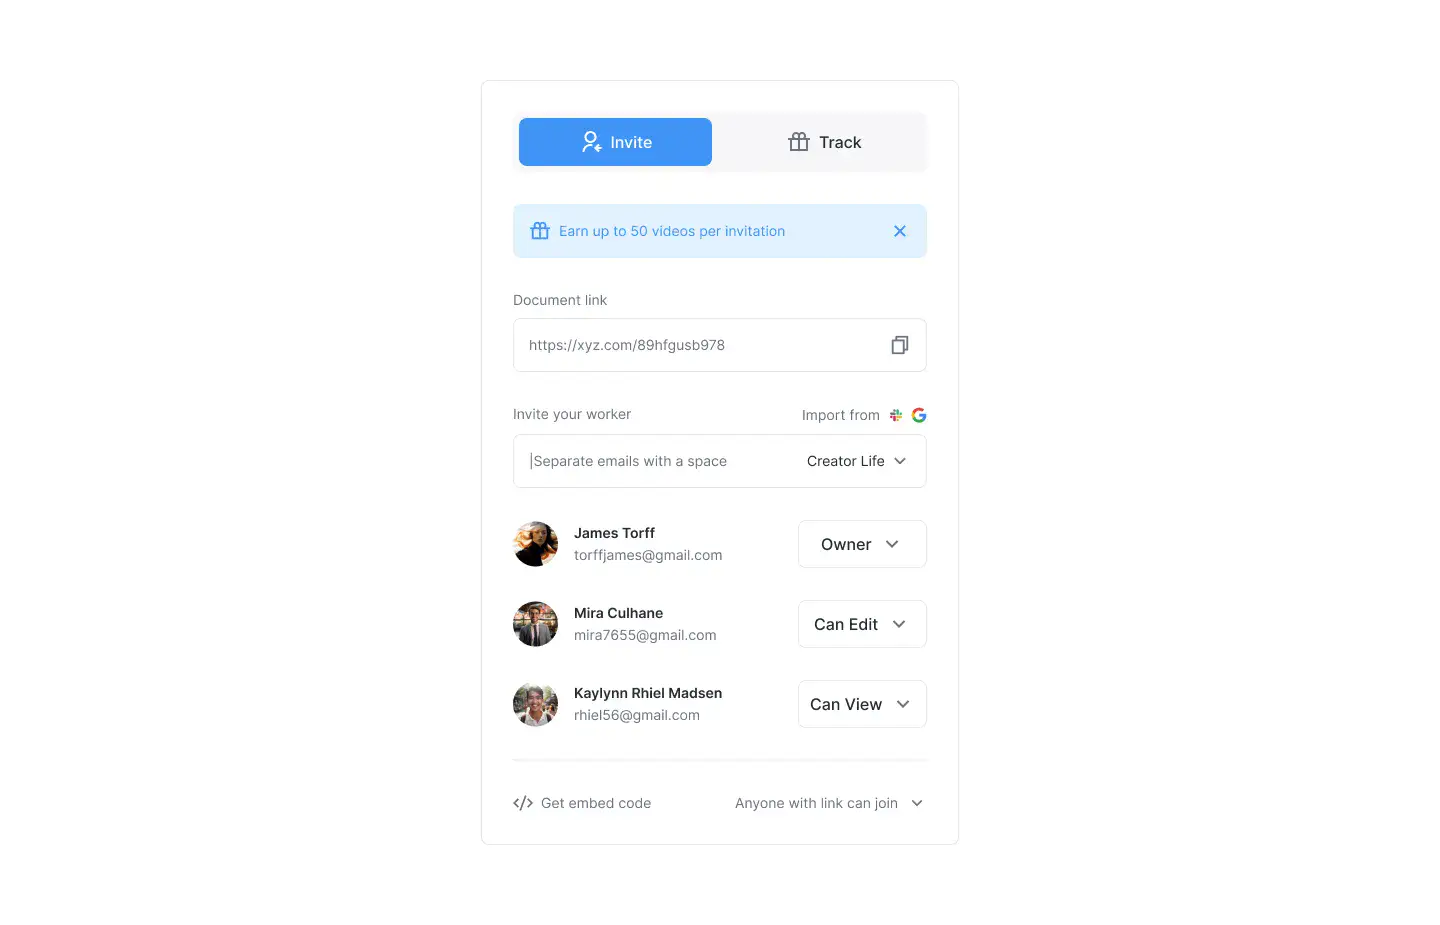 Invite
Track
Earn up to 50 videos per invitation
Document link
https://xyz.com/89hfgusb978
Invite your worker
Import from
Separate emails with a space
Creator Life
James Torff
torffjames@gmail.com
Owner
Mira Culhane
mira7655@gmail.com
Can Edit
Kaylynn Rhiel Madsen
rhiel56@gmail.com
Can View
Get embed code
Anyone with link can join